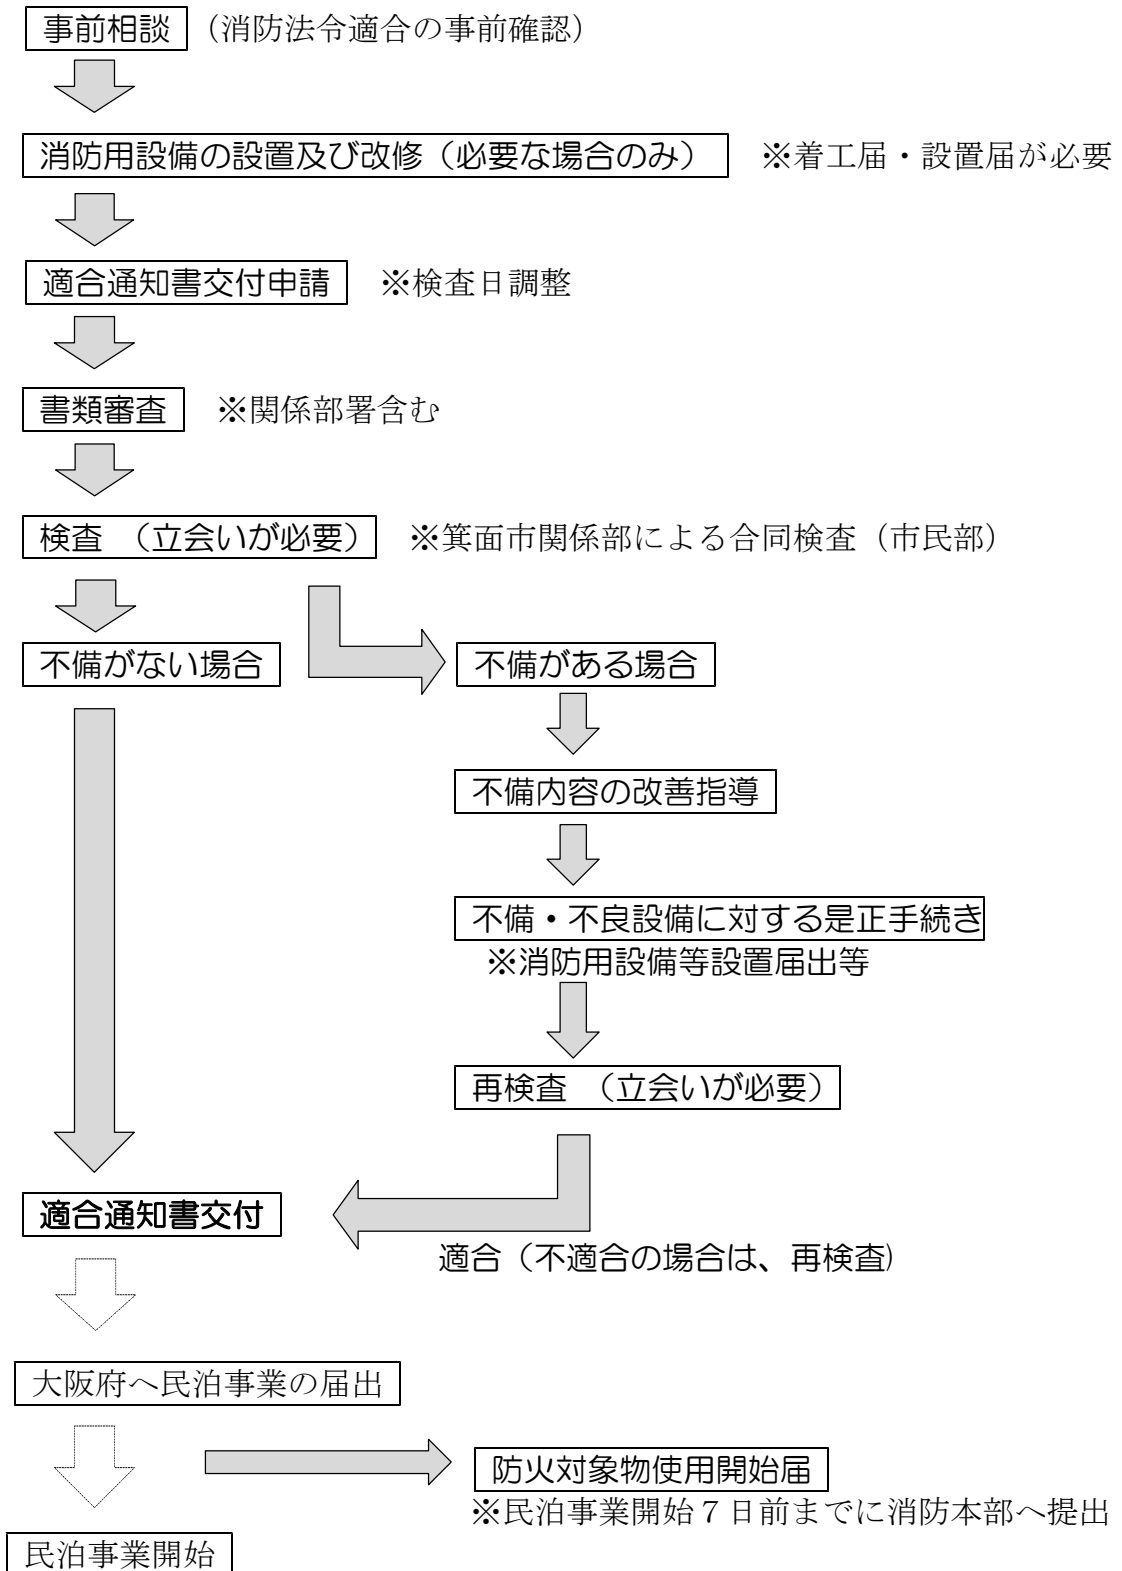 事前相談（消防法令適合の事前確認）
消防用設備の設置及び改修（必要な場合のみ） ※着工届・設置届が必要
適合通知書交付申請 ※検査日調整
書類審査 ※関係部署含む
検査 （立会いが必要） ※箕面市関係部による合同検査（市民部）
不備がない場合 不備がある場合
不備内容の改善指導
不備・不良設備に対する是正手続き
※消防用設備等設置届出等
再検査 （立会いが必要）
適合通知書交付
適合（不適合の場合は、再検査)
大阪府へ民泊事業の届出
防火対象物使用開始届
※民泊事業開始７日前までに消防本部へ提出
民泊事業開始